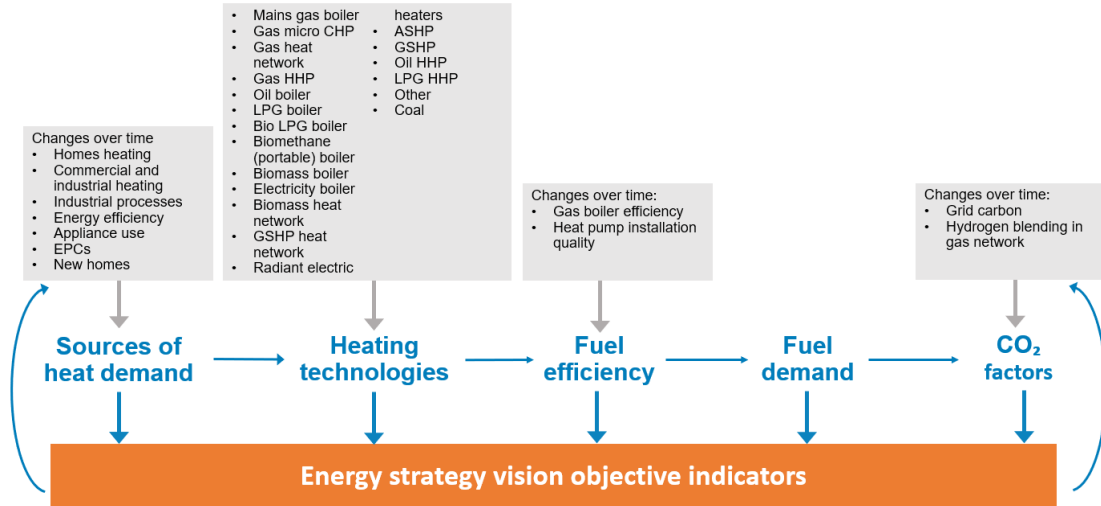 Changes over time
• Homes heating
• Commercial and
industrial heating
• Industrial processes
• Energy efficiency
• Appliance use
• EPCs
• New homes
• Mains gas boiler
• Gas micro CHP
• Gas heat
network
• Gas HHP
• Oil boiler
• LPG boiler
• Bio LPG boiler
• Biomethane
(portable) boiler
• Biomass boiler
• Electricity boiler
• Biomass heat
network
• GSHP heat
network
• Radiant electric
heaters
• ASHP
• GSHP
• Oil HHP
• LPG HHP
• Other
• Coal
Changes over time:
• Gas boiler efficiency
• Heat pump installation
quality
Changes over time:
• Grid carbon
• Hydrogen blending in
gas network
Sources of
heat demand
Heating
technologies
Fuel
efficiency
Fuel
demand
CO₂
factors
Energy strategy vision objective indicators